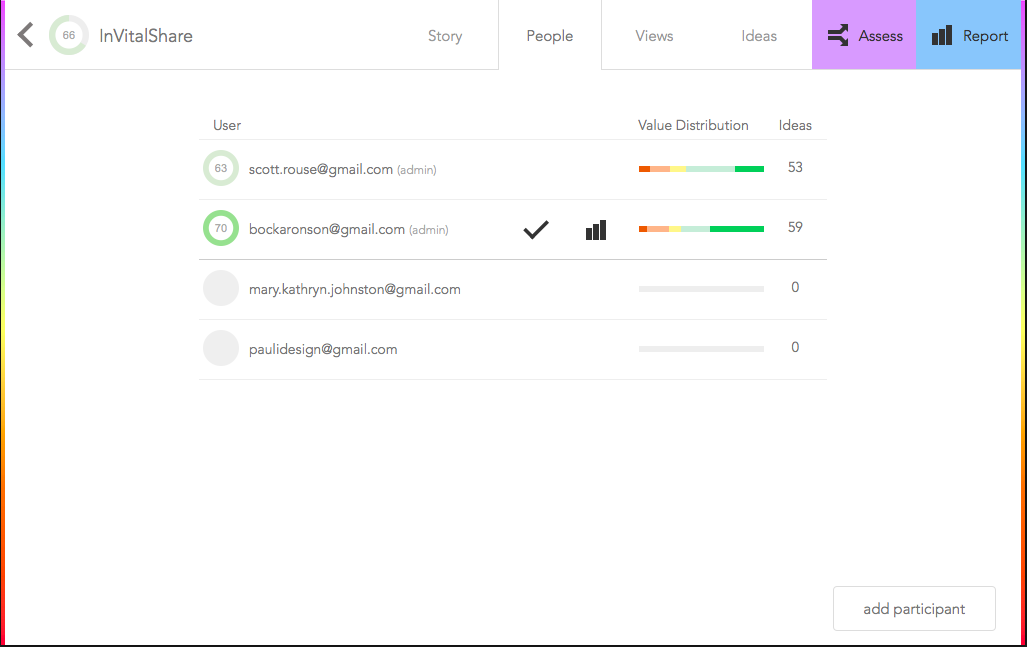 66 InVitalShare Story People Views Ideas Assess Report
User Value Distribution Ideas
63 scott.rouse@gmail.com (admin) 53
70 bockaronson@gmail.com (admin) 59
mary.kathryn.johnston@gmail.com 0
paulidesign@gmail.com 0
add participant